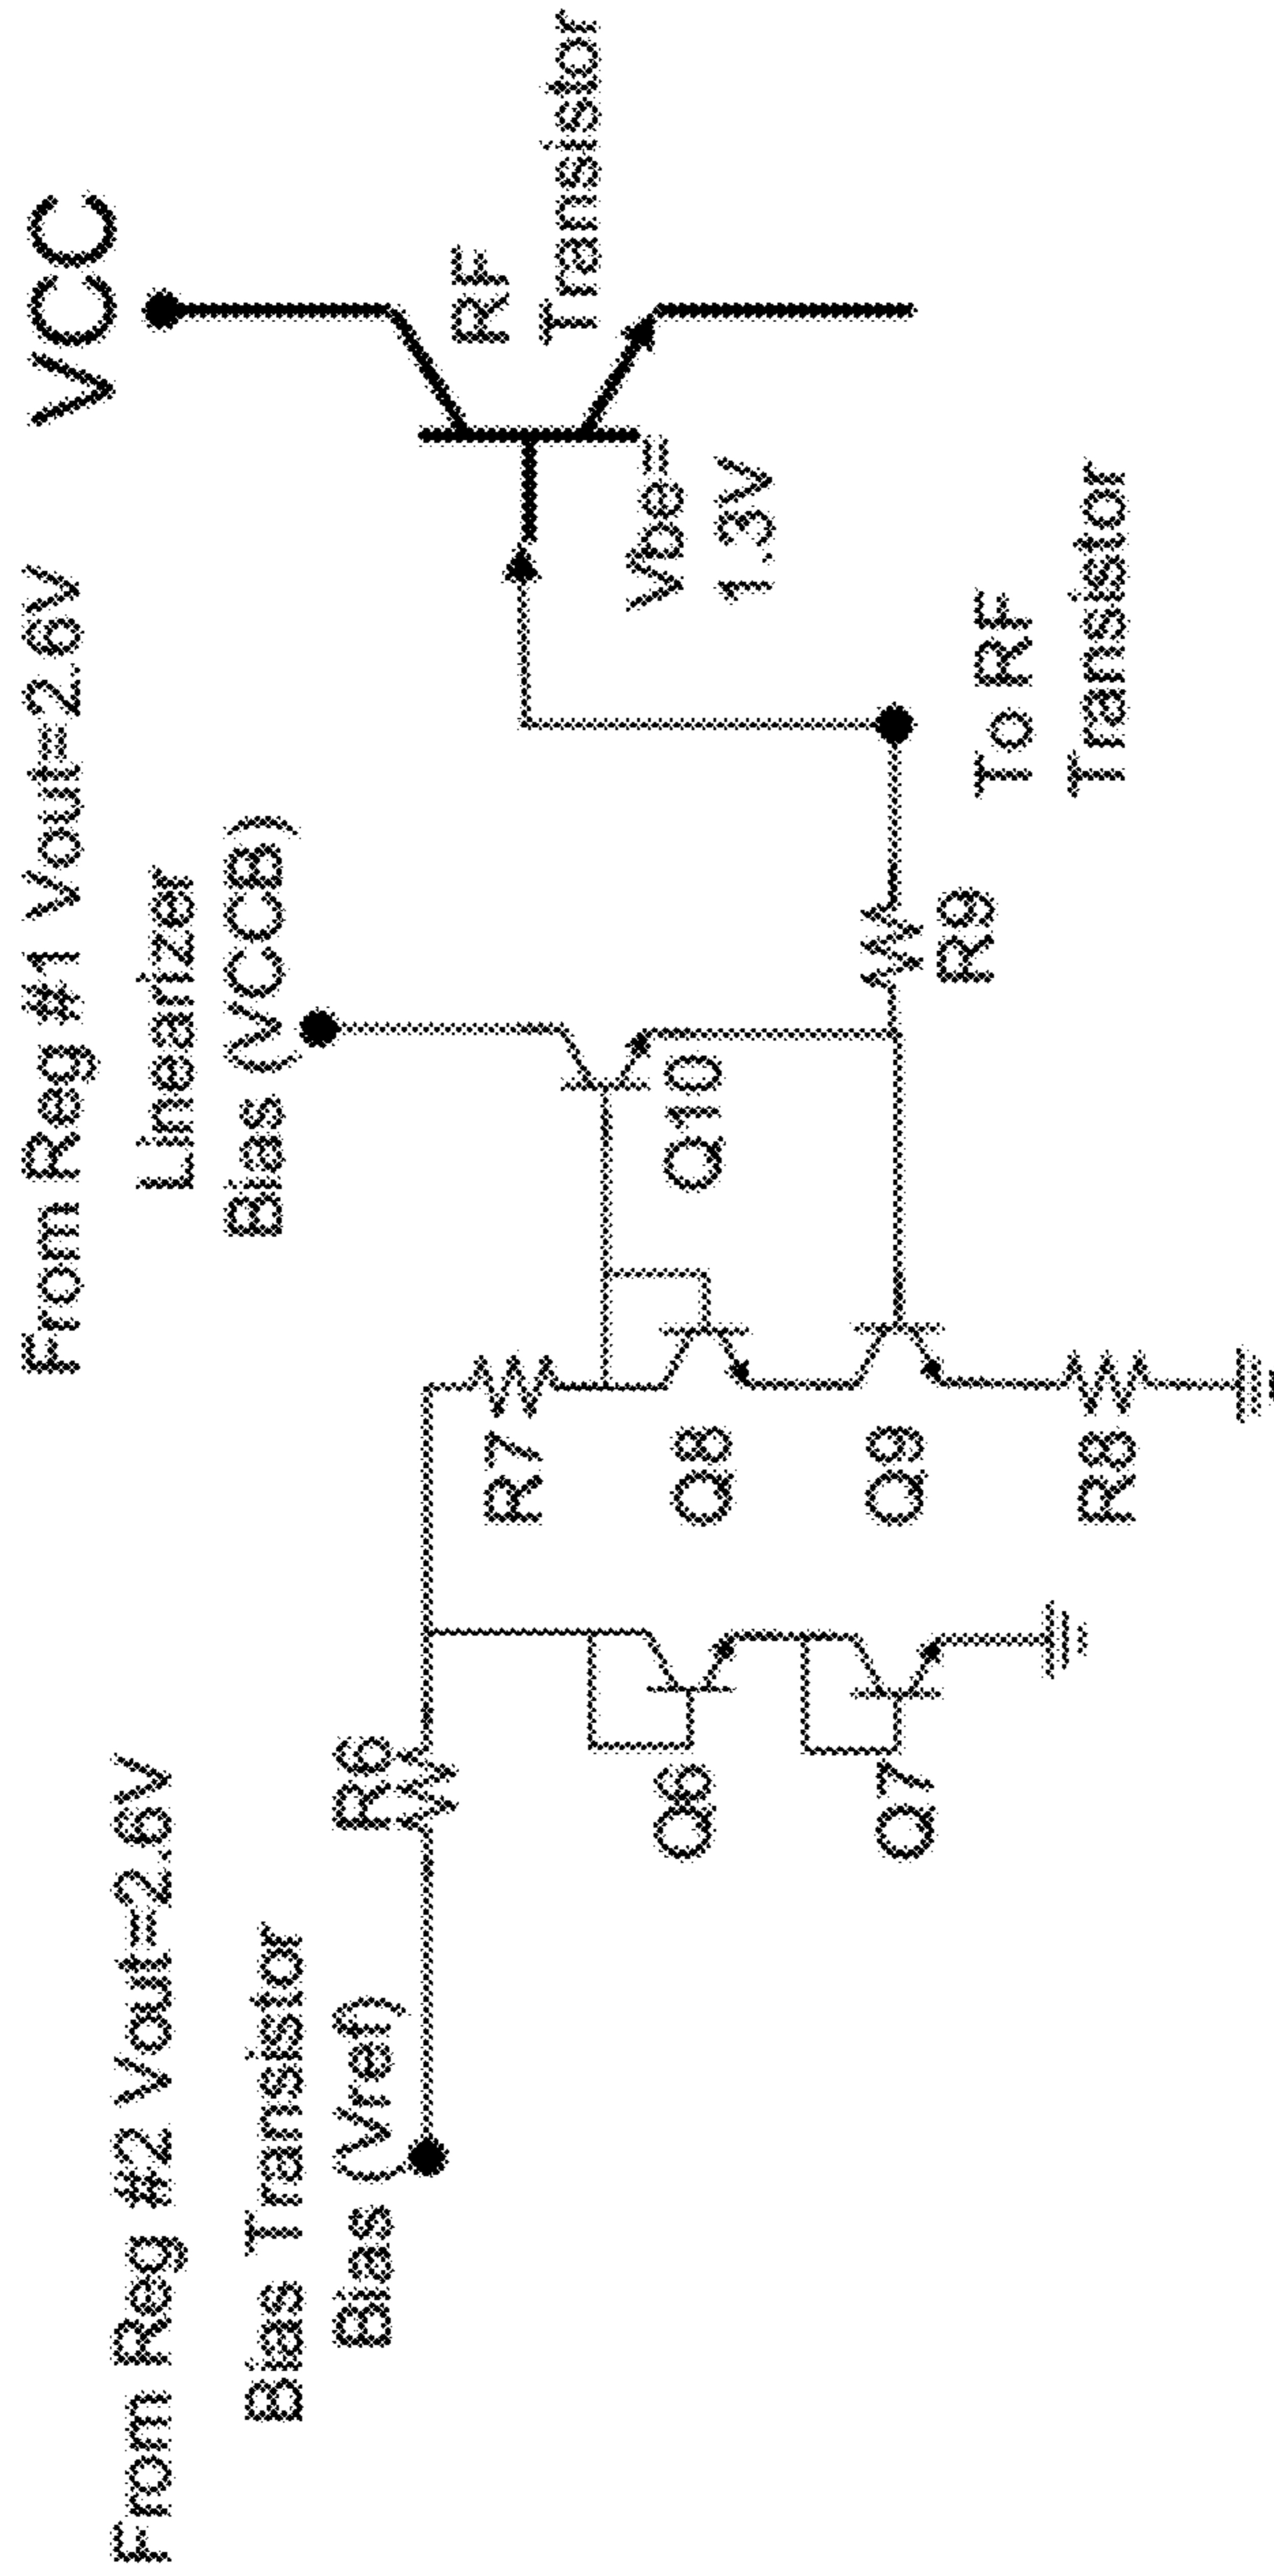 From Reg #2 Vout=2.6V
Bias Transistor
Bias (Vref)
R6
Q6
Q7
From Reg #1 Vout=2.6V
Linearizer
Bias (VCCB)
R7
Q8
Q9
R8
Q10
R9
To RF
Transistor
VCC
RF
Transistor
Vbe=
1.3V